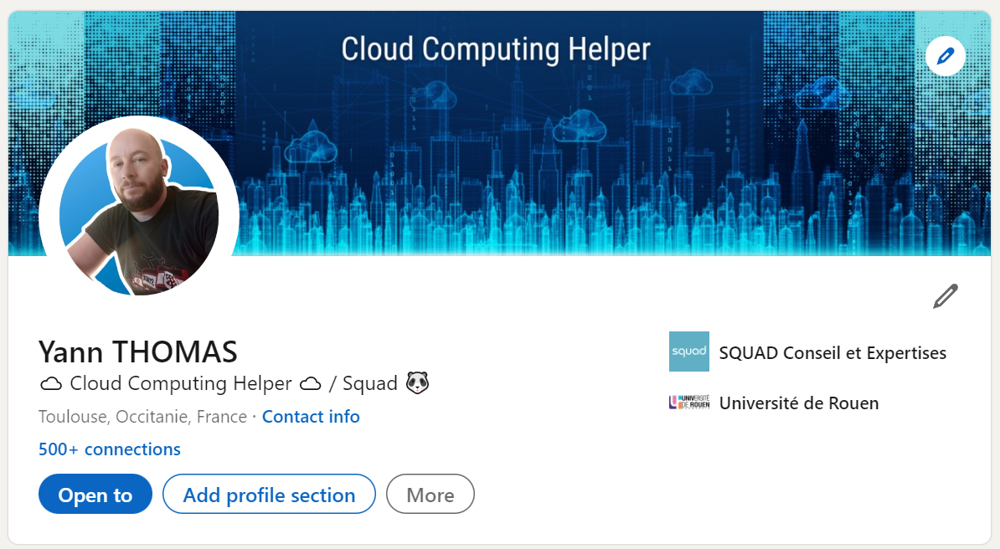 Cloud Computing Helper
Yann THOMAS
☁ Cloud Computing Helper ☁ / Squad 🐼
Toulouse, Occitanie, France · Contact info
500+ connections
Open to
Add profile section
More
squad
SQUAD Conseil et Expertises
UNIVERSITÉ
DE ROUEN
Université de Rouen